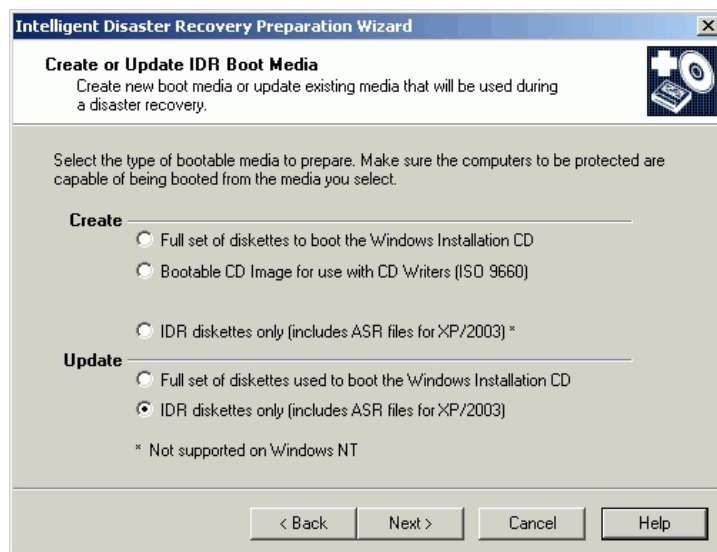 Intelligent Disaster Recovery Preparation Wizard
Create or Update IDR Boot Media
Create new boot media or update existing media that will be used during
a disaster recovery.
Select the type of bootable media to prepare. Make sure the computers to be protected are
capable of being booted from the media you select.
Create
Full set of diskettes to boot the Windows Installation CD
Bootable CD Image for use with CD Writers (ISO 9660)
IDR diskettes only (includes ASR files for XP/2003) *
Update
Full set of diskettes used to boot the Windows Installation CD
IDR diskettes only (includes ASR files for XP/2003)
* Not supported on Windows NT
< Back
Next >
Cancel
Help